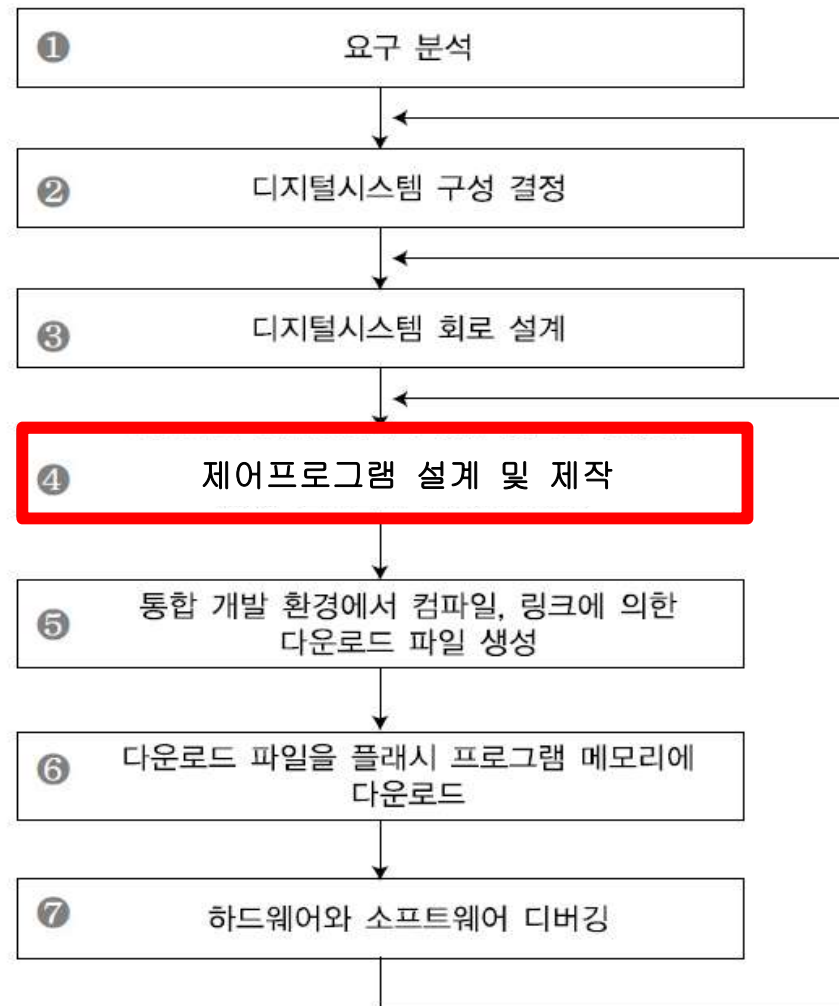 ❶ 요구 분석
❷ 디지털시스템 구성 결정
❸ 디지털시스템 회로 설계
❹ 제어프로그램 설계 및 제작
❺ 통합 개발 환경에서 컴파일, 링크에 의한
다운로드 파일 생성
❻ 다운로드 파일을 플래시 프로그램 메모리에
다운로드
❼ 하드웨어와 소프트웨어 디버깅